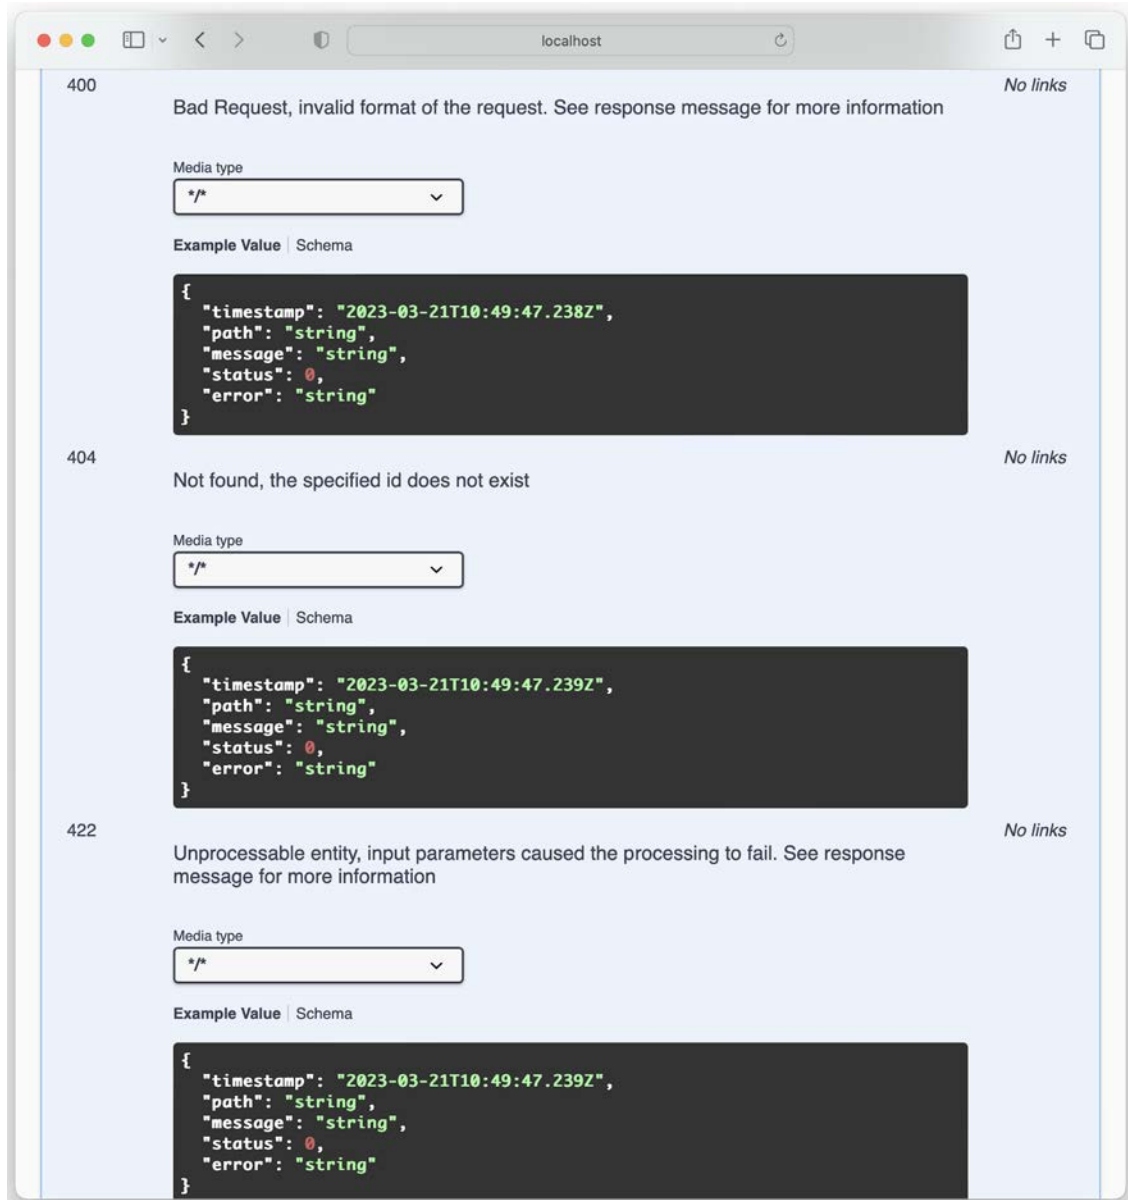 localhost
400
No links
Bad Request, invalid format of the request. See response message for more information
Media type
*/*
Example Value
Schema
{
"timestamp": "2023-03-21T10:49:47.238Z",
"path": "string",
"message": "string",
"status": 0,
"error": "string"
}
404
No links
Not found, the specified id does not exist
Media type
*/*
Example Value
Schema
{
"timestamp": "2023-03-21T10:49:47.239Z",
"path": "string",
"message": "string",
"status": 0,
"error": "string"
}
422
No links
Unprocessable entity, input parameters caused the processing to fail. See response
message for more information
Media type
*/*
Example Value
Schema
{
"timestamp": "2023-03-21T10:49:47.239Z",
"path": "string",
"message": "string",
"status": 0,
"error": "string"
}